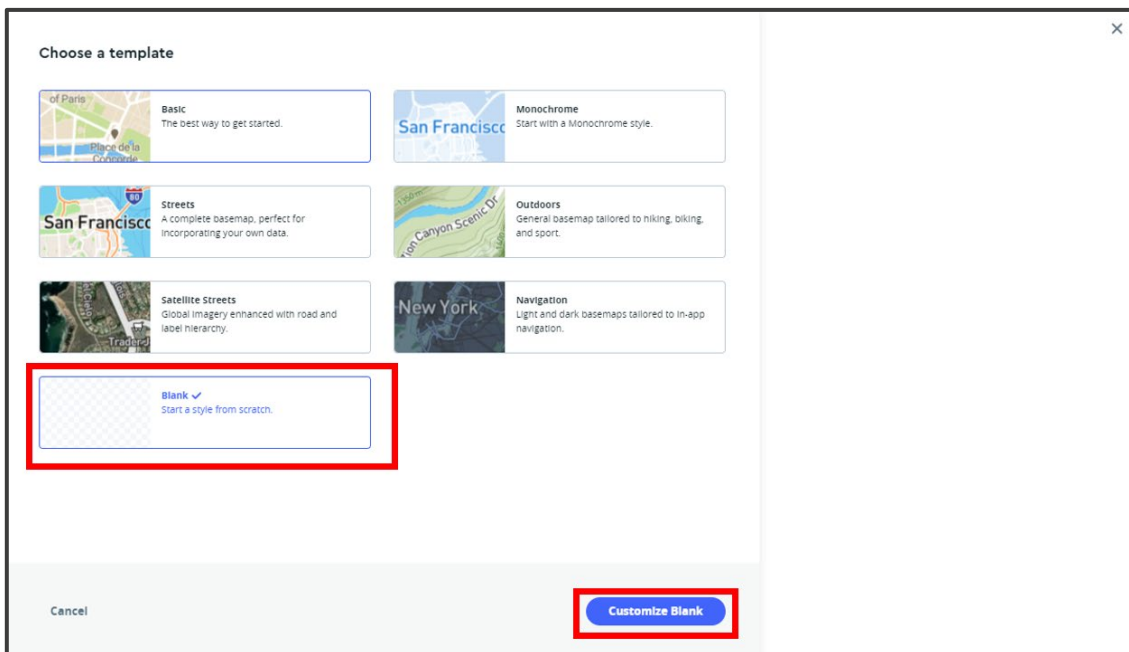 Choose a template
of Paris
Place de la
Concorde
Basic
The best way to get started.
San Francisco
Monochrome
Start with a Monochrome style.
80
San Francisco
Streets
A complete basemap, perfect for
incorporating your own data.
Canyon Scenic Dr
Outdoors
General basemap tailored to hiking, biking,
and sport.
Trader J
Satellite Streets
Global imagery enhanced with road and
label hierarchy.
New York
Navigation
Light and dark basemaps tailored to in-app
navigation.
Blank ✓
Start a style from scratch.
Cancel
Customize Blank